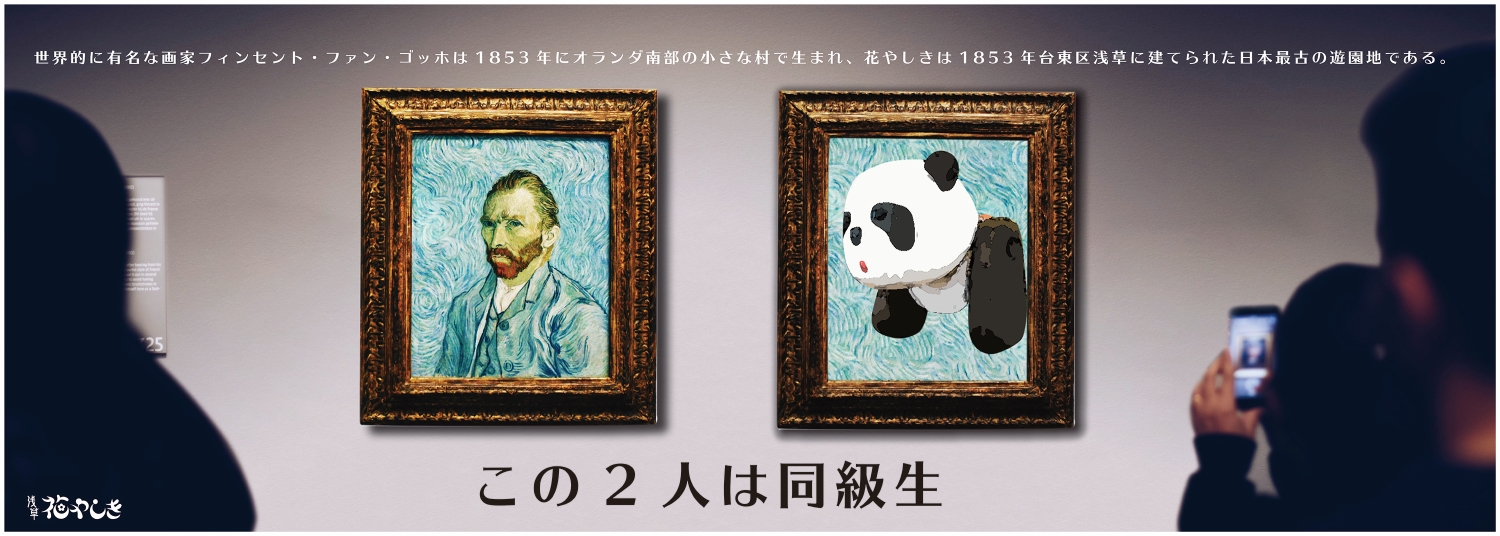 世界的に有名な画家フィンセント・ファン・ゴッホは1853年にオランダ南部の小さな村で生まれ、花やしきは1853年台東区浅草に建てられた日本最古の遊園地である。
25
この2人は同級生
浅草 花やしき